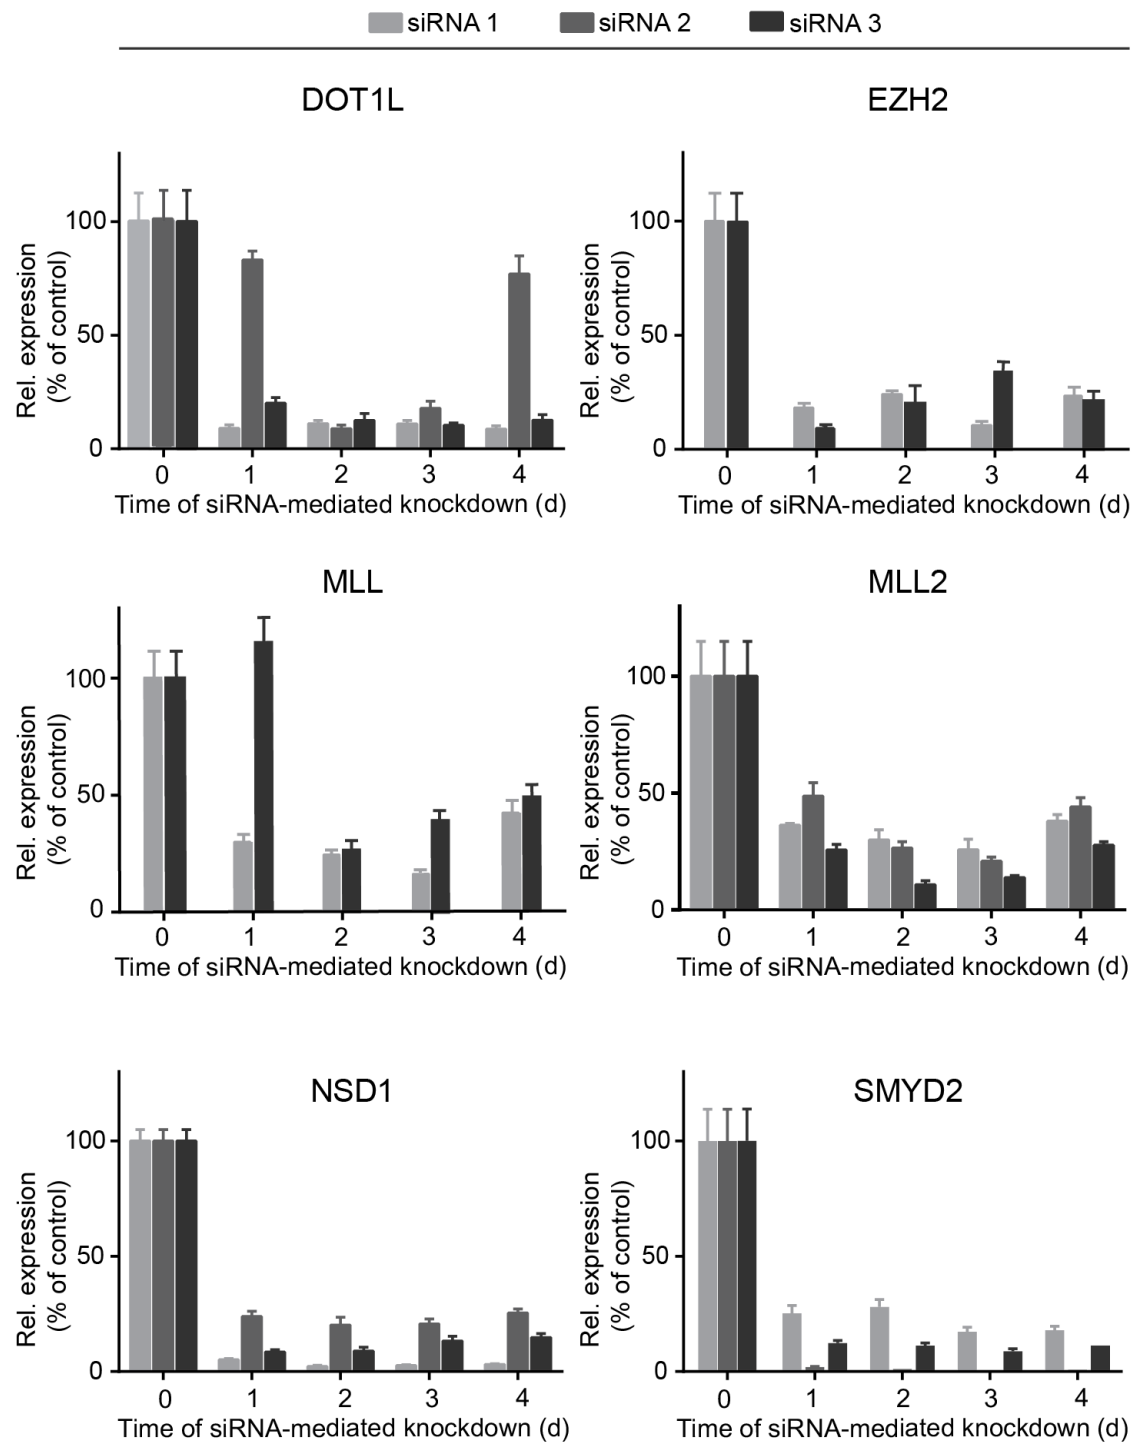 siRNA 1 siRNA 2 siRNA 3
DOT1L
Rel. expression
(% of control)
100
50
0
0 1 2 3 4
Time of siRNA-mediated knockdown (d)
EZH2
Rel. expression
(% of control)
100
50
0
0 1 2 3 4
Time of siRNA-mediated knockdown (d)
MLL
Rel. expression
(% of control)
100
50
0
0 1 2 3 4
Time of siRNA-mediated knockdown (d)
MLL2
Rel. expression
(% of control)
100
50
0
0 1 2 3 4
Time of siRNA-mediated knockdown (d)
NSD1
Rel. expression
(% of control)
100
50
0
0 1 2 3 4
Time of siRNA-mediated knockdown (d)
SMYD2
Rel. expression
(% of control)
100
50
0
0 1 2 3 4
Time of siRNA-mediated knockdown (d)